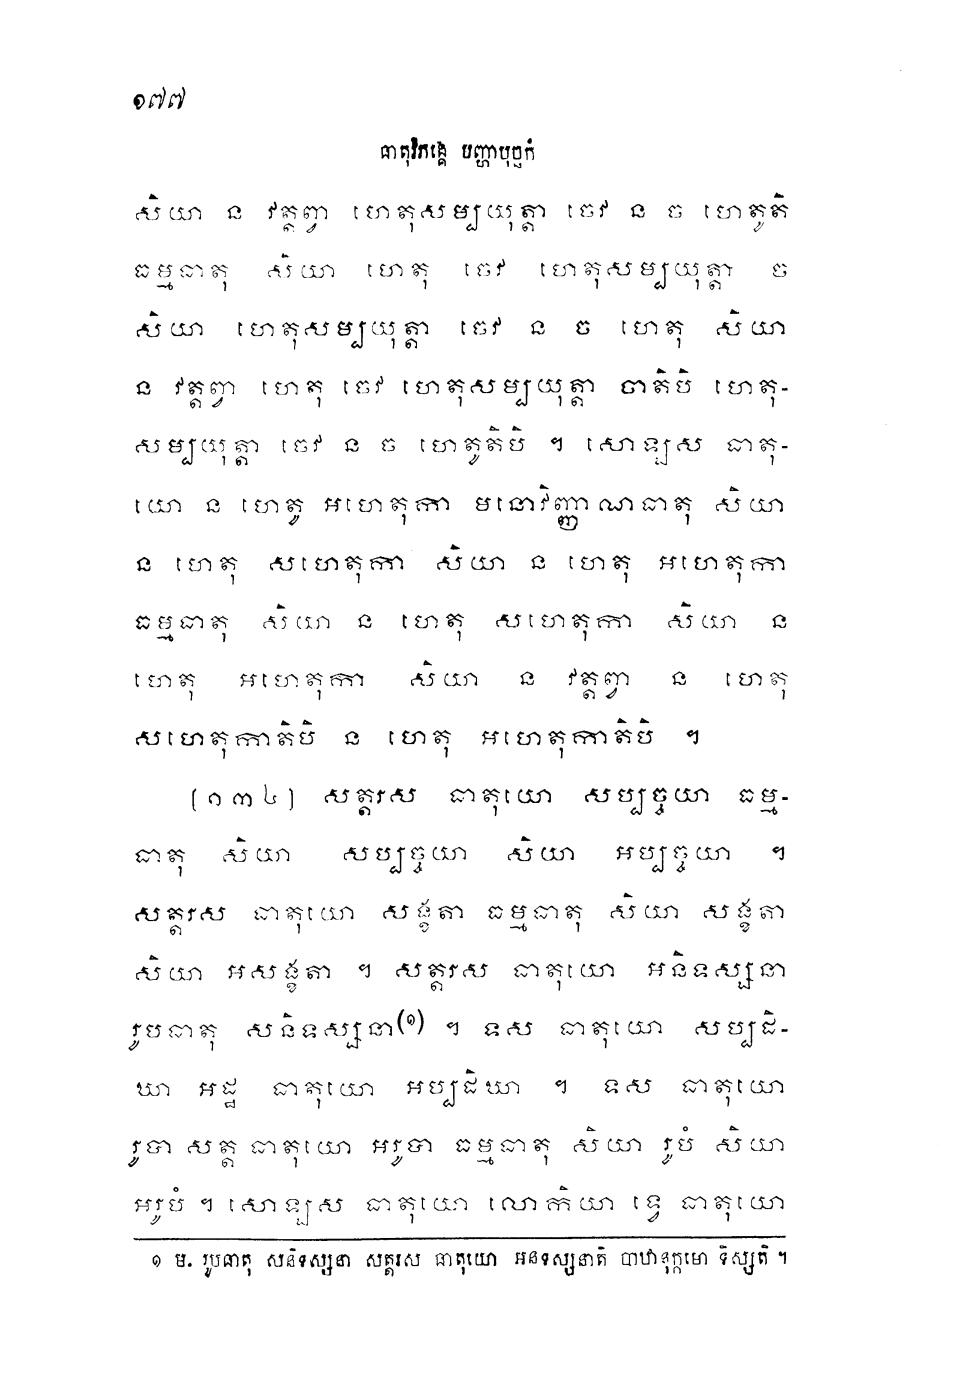 ១៧៧
ធាតុវិភង្គេ បញ្ហាបុច្ឆកំ
សិយា ន វត្តព្វា ហេតុសម្បយុត្តា ចេវ ន ច ហេតូតិ
ធម្មធាតុ សិយា ហេតុ ចេវ ហេតុសម្បយុត្តា ច
សិយា ហេតុសម្បយុត្តា ចេវ ន ច ហេតុ សិយា
ន វត្តព្វា ហេតុ ចេវ ហេតុសម្បយុត្តា ចាតិបិ ហេតុ-
សម្បយុត្តា ចេវ ន ច ហេតូតិបិ ។ សោឡស ធាតុ-
យោ ន ហេតូ អហេតុកា មនោវិញ្ញាណធាតុ សិយា
ន ហេតុ សហេតុកា សិយា ន ហេតុ អហេតុកា
ធម្មធាតុ សិយា ន ហេតុ សហេតុកា សិយា ន
ហេតុ អហេតុកា សិយា ន វត្តព្វា ន ហេតុ
សហេតុកាតិបិ ន ហេតុ អហេតុកាតិបិ ។
(១៣៤) សត្តរស ធាតុយោ សប្បច្ចយា ធម្ម-
ធាតុ សិយា សប្បច្ចយា សិយា អប្បច្ចយា ។
សត្តរស ធាតុយោ សង្ខតា ធម្មធាតុ សិយា សង្ខតា
សិយា អសង្ខតា ។ សត្តរស ធាតុយោ អនិទស្សនា
រូបធាតុ សនិទស្សនា(១) ។ ទស ធាតុយោ សប្បដិ-
ឃា អដ្ឋ ធាតុយោ អប្បដិឃា ។ ទស ធាតុយោ
រូបា សត្ត ធាតុយោ អរូបា ធម្មធាតុ សិយា រូបំ សិយា
អរូបំ ។ សោឡស ធាតុយោ លោកិយា ទ្វេ ធាតុយោ
១ ម. រូបធាតុ សនិទស្សនា សត្តរស ធាតុយោ អនទស្សនាតិ បាឋានុក្កមោ ទិស្សតិ ។